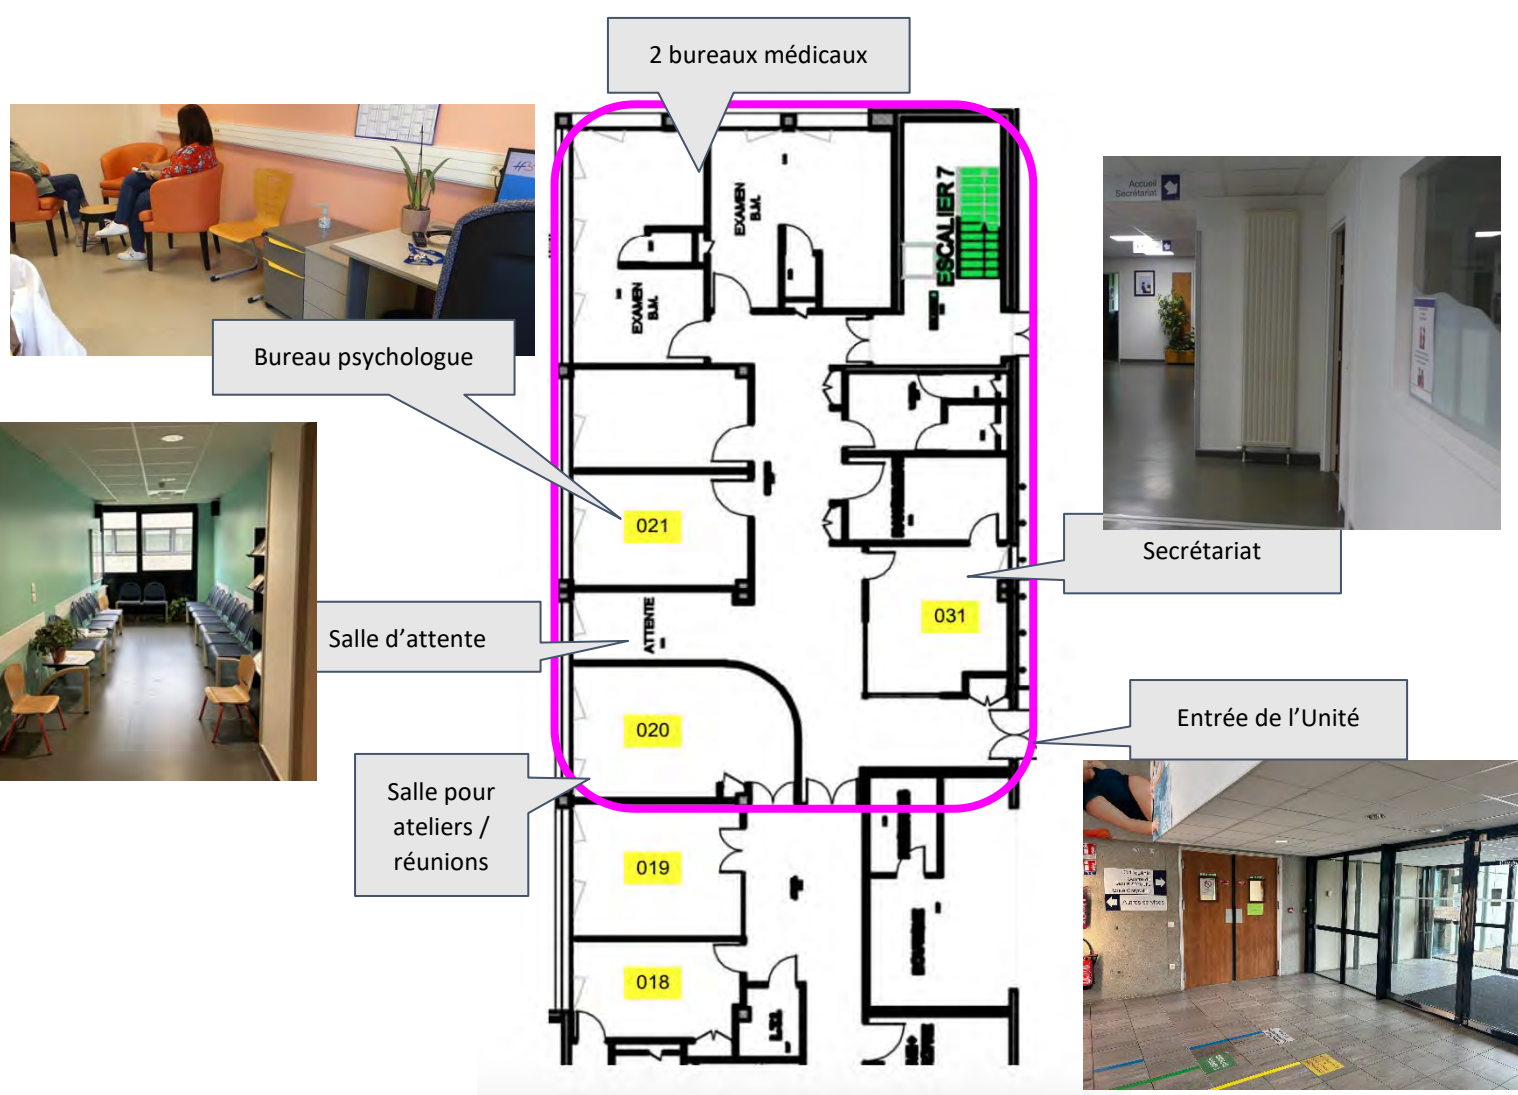 2 bureaux médicaux
Accueil
Secrétariat
EXAMEN
B.M.
ESCALIER 7
EXAMEN
B.M.
Bureau psychologue
021
Secrétariat
031
ATTENTE
Salle d’attente
020
Entrée de l’Unité
Salle pour
ateliers /
réunions
019
018